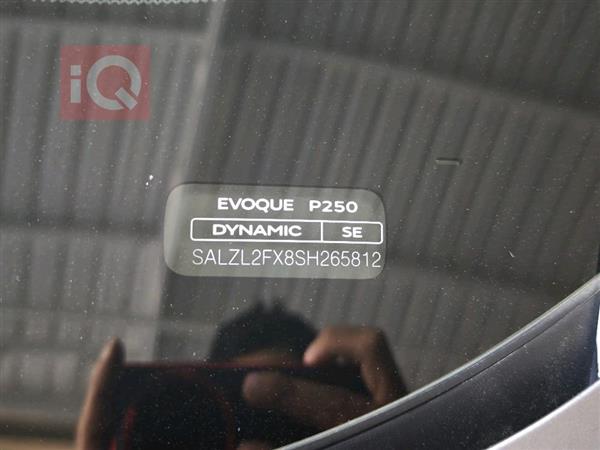 iQ
EVOQUE P250
DYNAMIC SE
SALZL2FX8SH265812